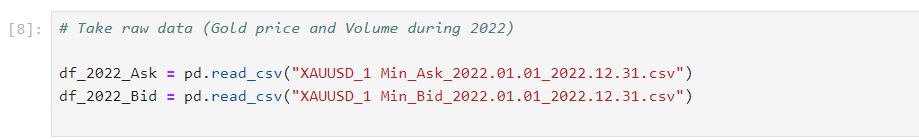 [8]: # Take raw data (Gold price and Volume during 2022)
df_2022_Ask = pd.read_csv("XAUUSD_1 Min_Ask_2022.01.01_2022.12.31.csv")
df_2022_Bid = pd.read_csv("XAUUSD_1 Min_Bid_2022.01.01_2022.12.31.csv")